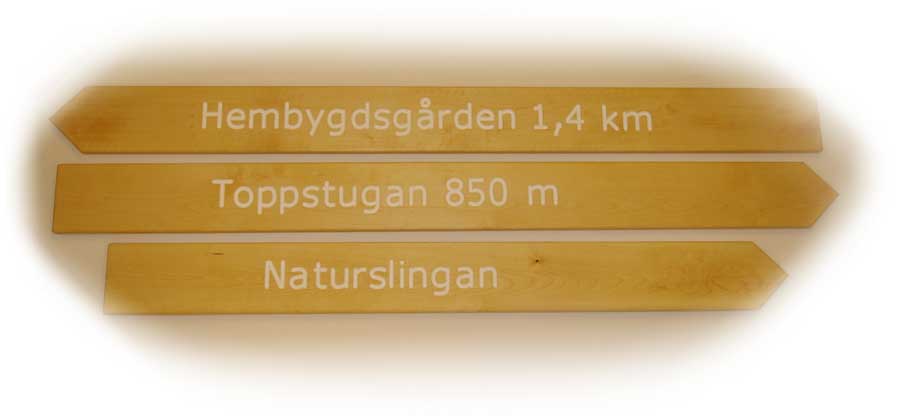 Hembygdsgården 1,4 km
Toppstugan 850 m
Naturslingan